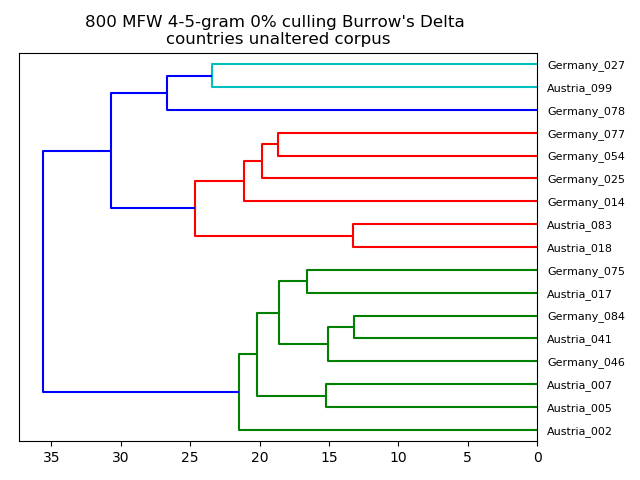 800 MFW 4-5-gram 0% culling Burrow's Delta
countries unaltered corpus
Germany_027
Austria_099
Germany_078
Germany_077
Germany_054
Germany_025
Germany_014
Austria_083
Austria_018
Germany_075
Austria_017
Germany_084
Austria_041
Germany_046
Austria_007
Austria_005
Austria_002
35 30 25 20 15 10 5 0